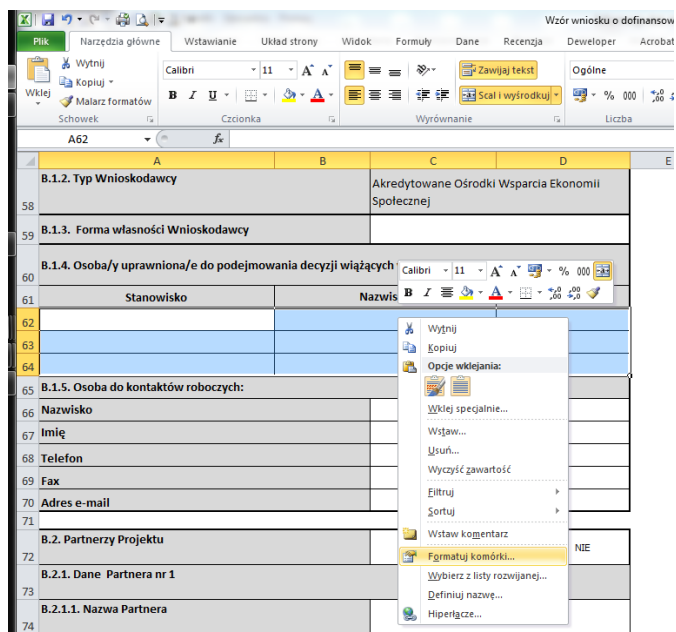 Wzór wniosku o dofinansow
Plik Narzędzia główne Wstawianie Układ strony Widok Formuły Dane Recenzja Deweloper Acrobat
Wklej
Wytnij
Kopiuj
Malarz formatów
Calibri 11
Zawijaj tekst
Scal i wyśrodkuj
Ogólne
% 000
Schowek Czcionka Wyrównanie Liczba
A62 fx
A B C D E
58 B.1.2. Typ Wnioskodawcy
Akredytowane Ośrodki Wsparcia Ekonomii
Społecznej
59 B.1.3. Forma własności Wnioskodawcy
60 B.1.4. Osoba/y uprawniona/e do podejmowania decyzji wiążących
61 Stanowisko Nazwis
62
63
64
65 B.1.5. Osoba do kontaktów roboczych:
66 Nazwisko
67 Imię
68 Telefon
69 Fax
70 Adres e-mail
71
72 B.2. Partnerzy Projektu NIE
73 B.2.1. Dane Partnera nr 1
74 B.2.1.1. Nazwa Partnera
Calibri 11 A A % 000
B I A
Wytnij
Kopiuj
Opcje wklejania:
Wklej specjalnie...
Wstaw...
Usuń...
Wyczyść zawartość
Filtruj
Sortuj
Wstaw komentarz
Formatuj komórki...
Wybierz z listy rozwijanej...
Definiuj nazwę...
Hiperłącze...